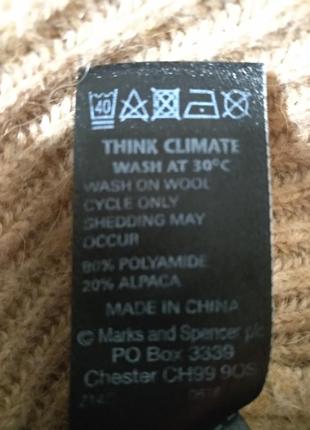 40
THINK CLIMATE
WASH AT 30°C
WASH ON WOOL
CYCLE ONLY
SHEDDING MAY
OCCUR
80% POLYAMIDE
20% ALPACA
MADE IN CHINA
© Marks and Spencer plc
PO Box 3339
Chester CH99 9QS